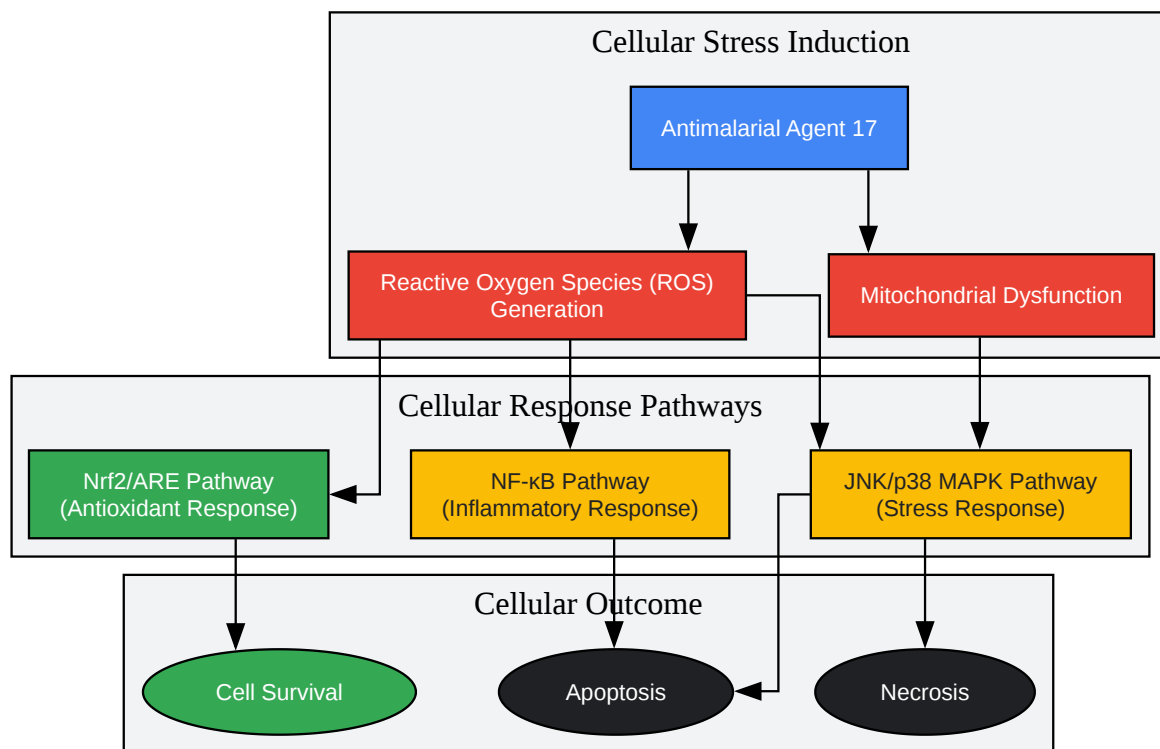 Cellular Stress Induction
Antimalarial Agent 17
Reactive Oxygen Species (ROS)
Generation
Mitochondrial Dysfunction
Cellular Response Pathways
Nrf2/ARE Pathway
(Antioxidant Response)
NF-κB Pathway
(Inflammatory Response)
JNK/p38 MAPK Pathway
(Stress Response)
Cellular Outcome
Cell Survival
Apoptosis
Necrosis